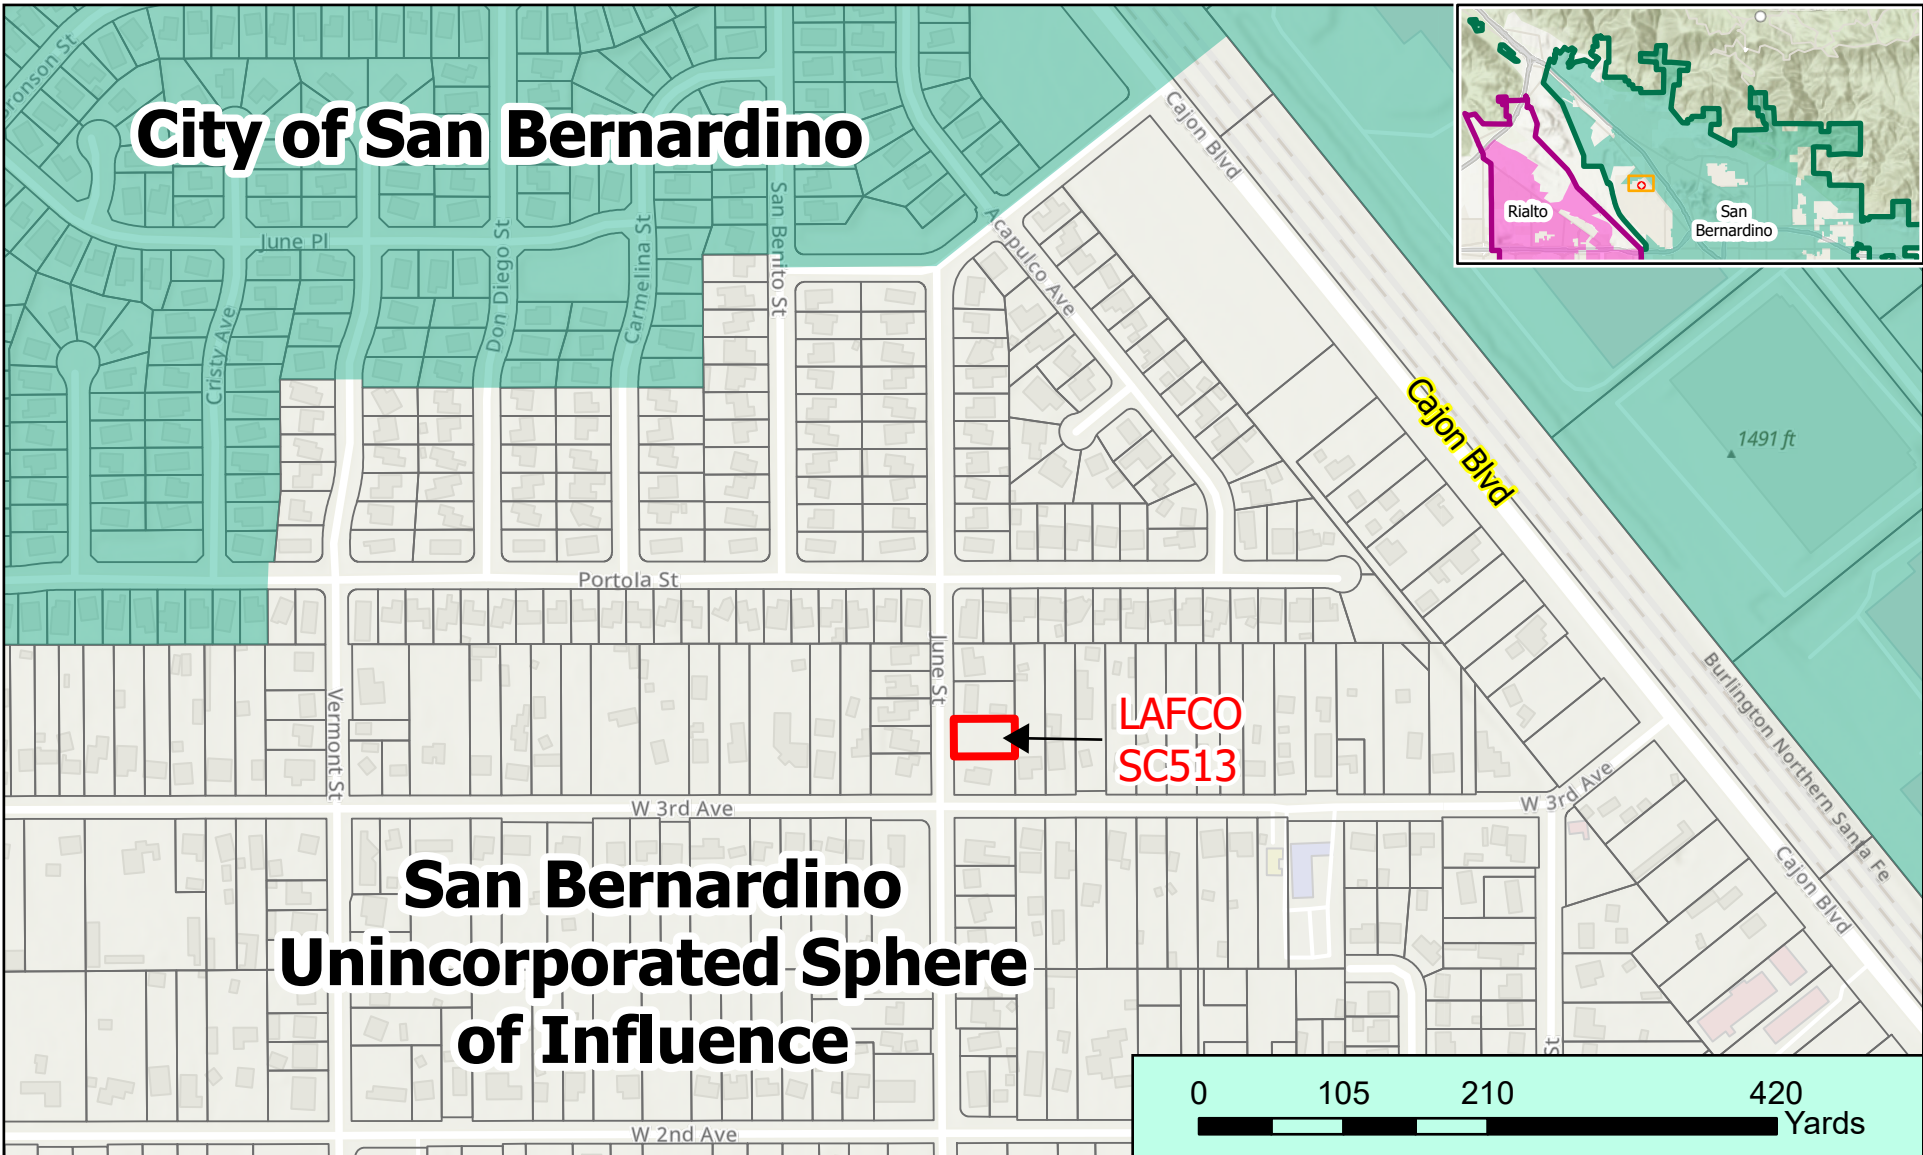 Bronson St
City of San Bernardino
Cajon Blvd
Rialto
San
Bernardino
San Benito St
Acapulco Ave
June Pl
Don Diego St
Carmelina St
Cristy Ave
Cajon Blvd
1491 ft
Portola St
June St
Vermont St
LAFCO
SC513
Burlington Northern Santa Fe
W 3rd Ave
W 3rd Ave
Cajon Blvd
San Bernardino
Unincorporated Sphere
of Influence
St
W 2nd Ave
0 105 210 420
Yards